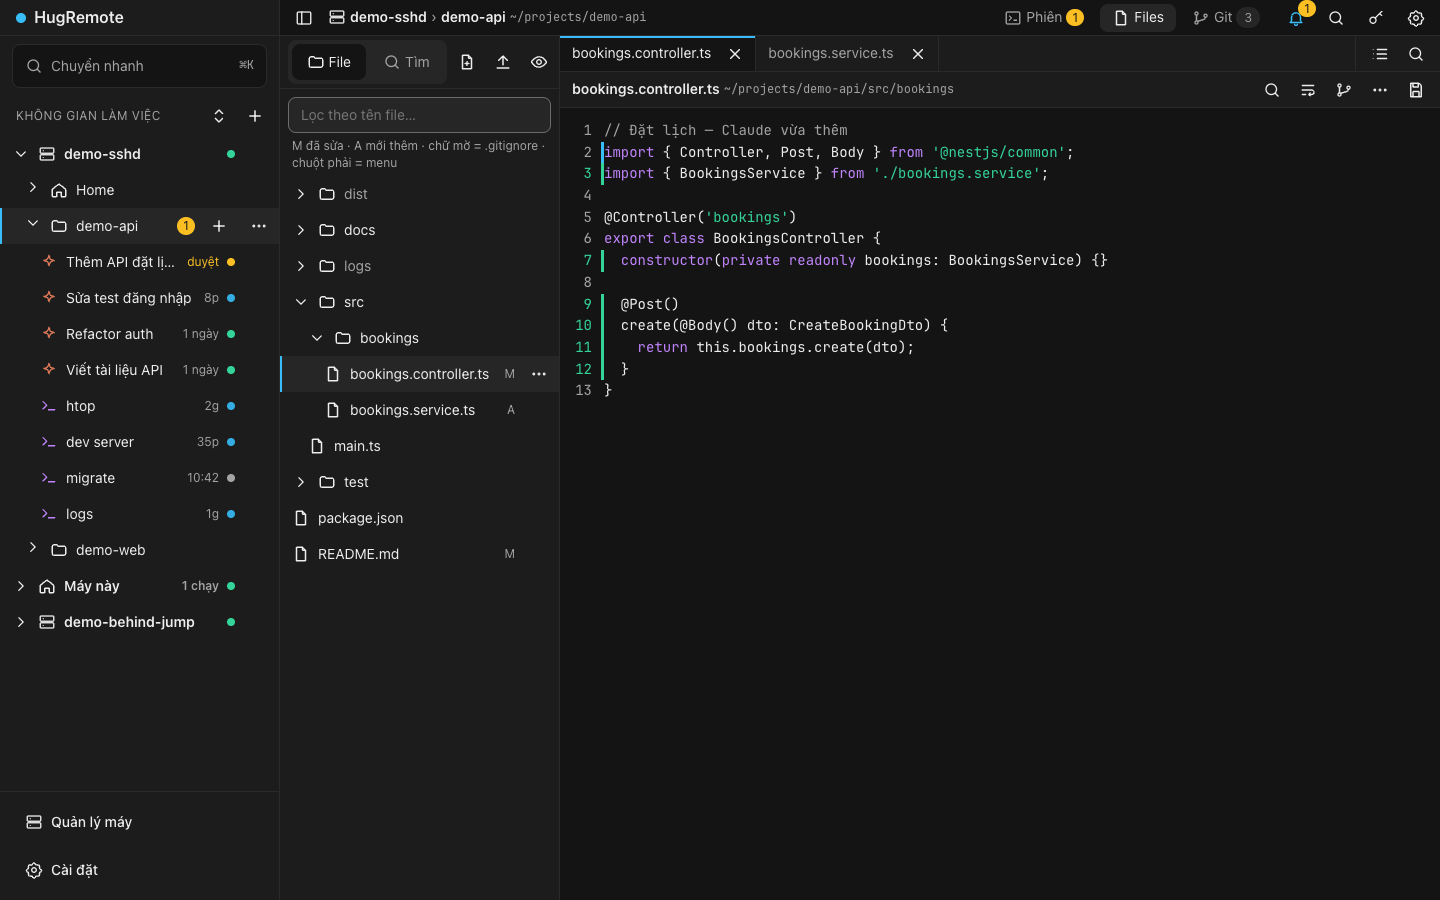 HugRemote
Chuyển nhanh ⌘K
KHÔNG GIAN LÀM VIỆC
demo-sshd
Home
demo-api 1
Thêm API đặt lị... duyệt
Sửa test đăng nhập 8p
Refactor auth 1 ngày
Viết tài liệu API 1 ngày
htop 2g
dev server 35p
migrate 10:42
logs 1g
demo-web
Máy này 1 chạy
demo-behind-jump
Quản lý máy
Cài đặt
demo-sshd › demo-api ~/projects/demo-api
Phiên 1
Files
Git 3
1
File
Tìm
Lọc theo tên file...
M đã sửa · A mới thêm · chữ mờ = .gitignore ·
chuột phải = menu
dist
docs
logs
src
bookings
bookings.controller.ts M
bookings.service.ts A
main.ts
test
package.json
README.md M
bookings.controller.ts
bookings.service.ts
bookings.controller.ts ~/projects/demo-api/src/bookings
1 // Đặt lịch — Claude vừa thêm
2 import { Controller, Post, Body } from '@nestjs/common';
3 import { BookingsService } from './bookings.service';
4
5 @Controller('bookings')
6 export class BookingsController {
7 constructor(private readonly bookings: BookingsService) {}
8
9 @Post()
10 create(@Body() dto: CreateBookingDto) {
11 return this.bookings.create(dto);
12 }
13 }